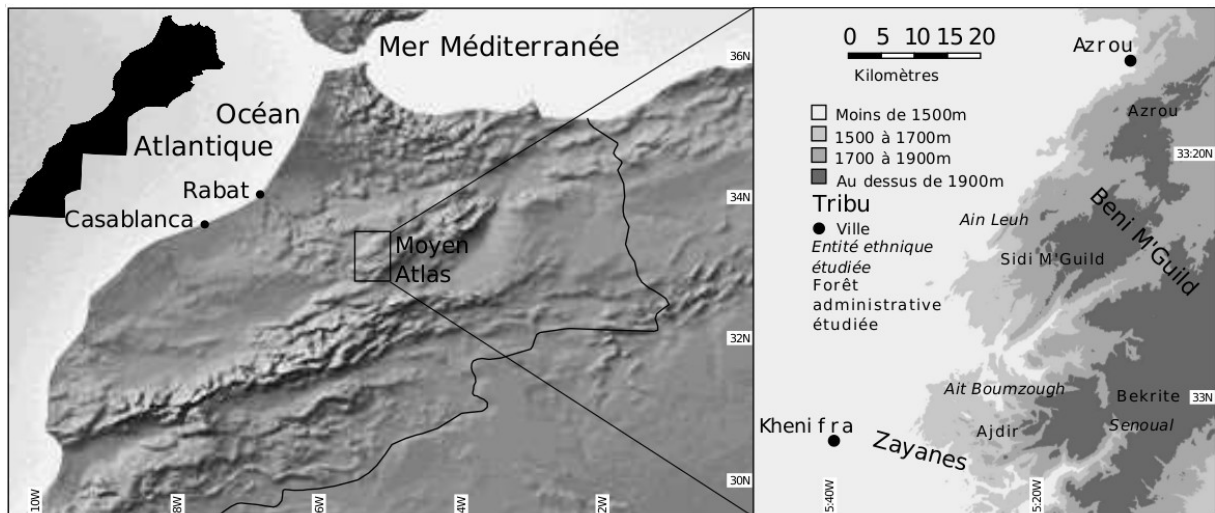 Mer Méditerranée
Océan
Atlantique
Rabat
Casablanca
Moyen
Atlas
36N
34N
32N
30N
10W
8W
6W
4W
2W
0 5 10 15 20
Kilomètres
Moins de 1500m
1500 à 1700m
1700 à 1900m
Au dessus de 1900m
Tribu
Ville
Entité ethnique
étudiée
Forêt
administrative
étudiée
Azrou
Azrou
33:20N
Ain Leuh
Beni M'Guild
Sidi M'Guild
Ait Boumzough
Bekrite
33N
Khenifra
Zayanes
Ajdir
Senoual
5:40W
5:20W